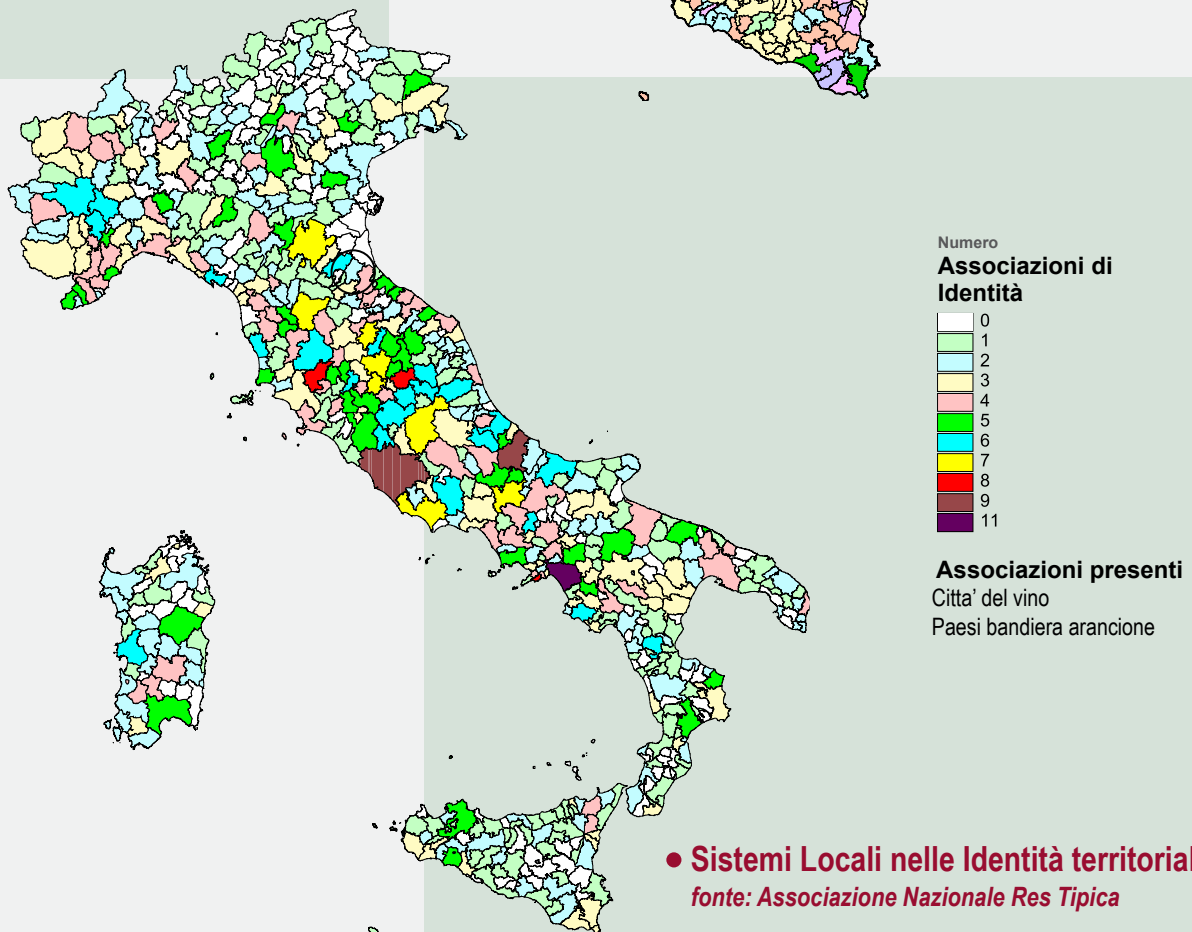 Numero
Associazioni di
Identità
0
1
2
3
4
5
6
7
8
9
11
Associazioni presenti
Citta' del vino
Paesi bandiera arancione
• Sistemi Locali nelle Identità territorial
fonte: Associazione Nazionale Res Tipica